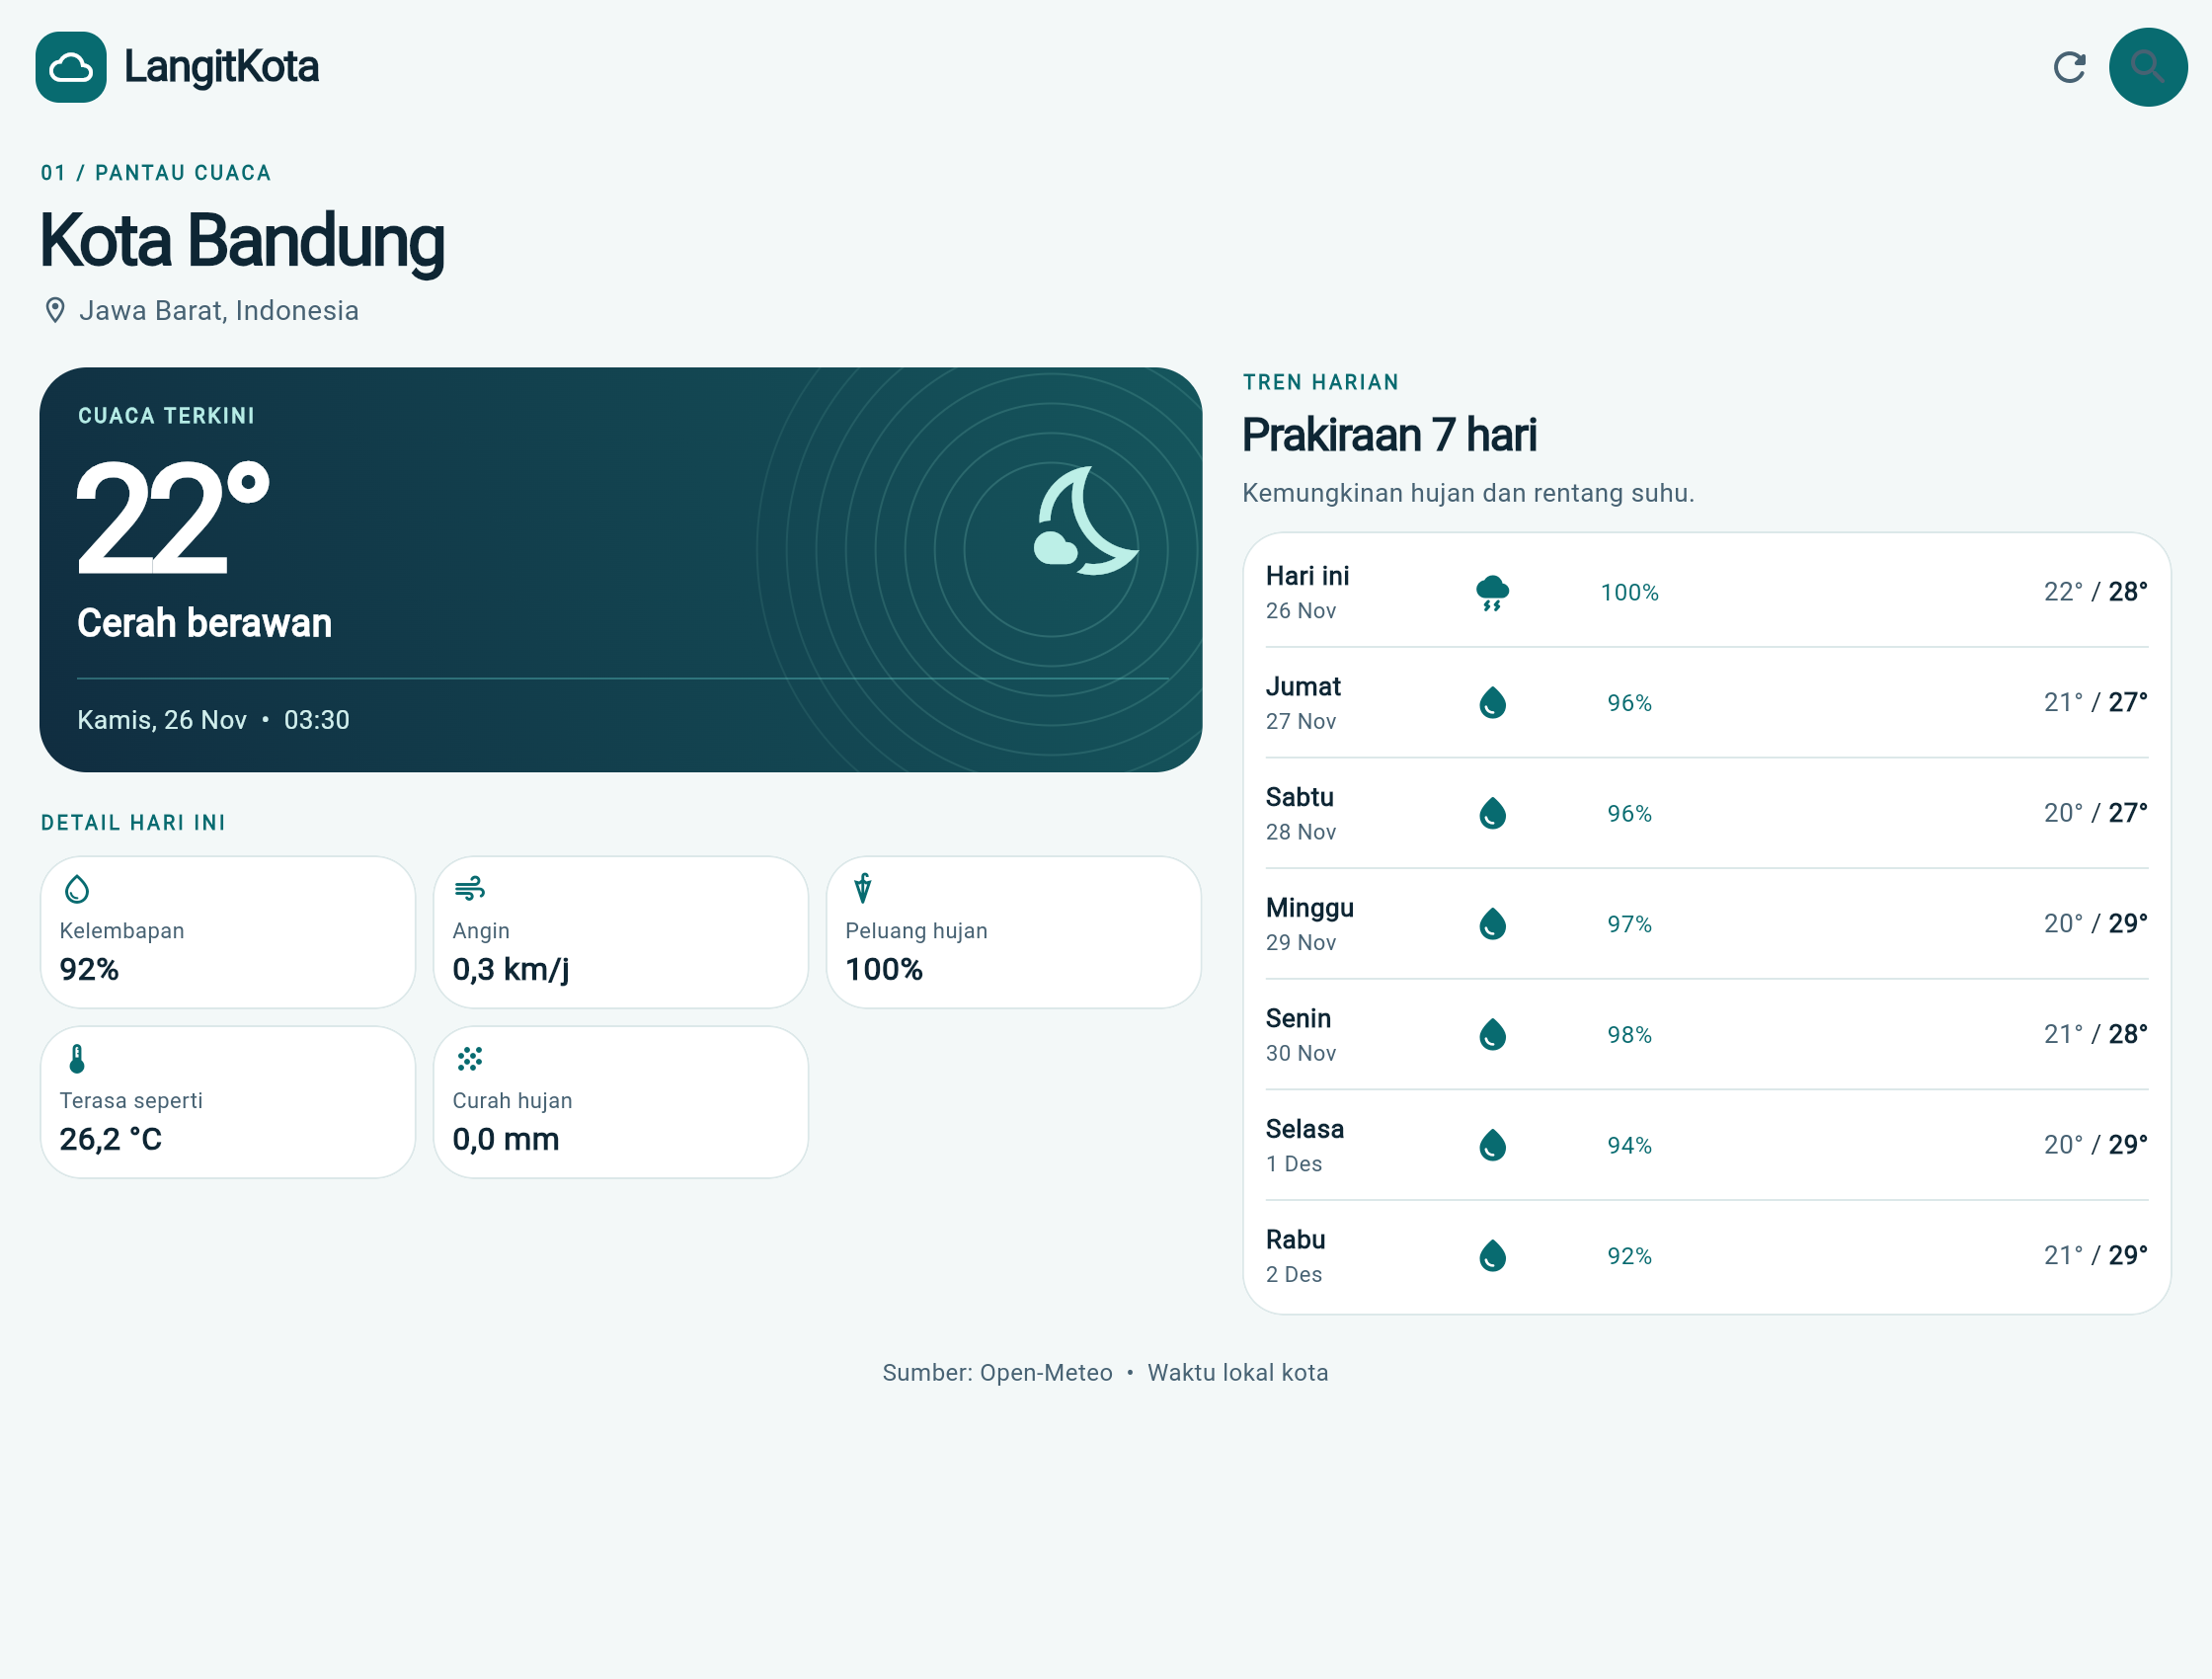 LangitKota
01 / PANTAU CUACA
Kota Bandung
Jawa Barat, Indonesia
CUACA TERKINI
22°
Cerah berawan
Kamis, 26 Nov • 03:30
DETAIL HARI INI
Kelembapan
92%
Angin
0,3 km/j
Peluang hujan
100%
Terasa seperti
26,2 °C
Curah hujan
0,0 mm
TREN HARIAN
Prakiraan 7 hari
Kemungkinan hujan dan rentang suhu.
Hari ini
26 Nov
100%
22° / 28°
Jumat
27 Nov
96%
21° / 27°
Sabtu
28 Nov
96%
20° / 27°
Minggu
29 Nov
97%
20° / 29°
Senin
30 Nov
98%
21° / 28°
Selasa
1 Des
94%
20° / 29°
Rabu
2 Des
92%
21° / 29°
Sumber: Open-Meteo • Waktu lokal kota